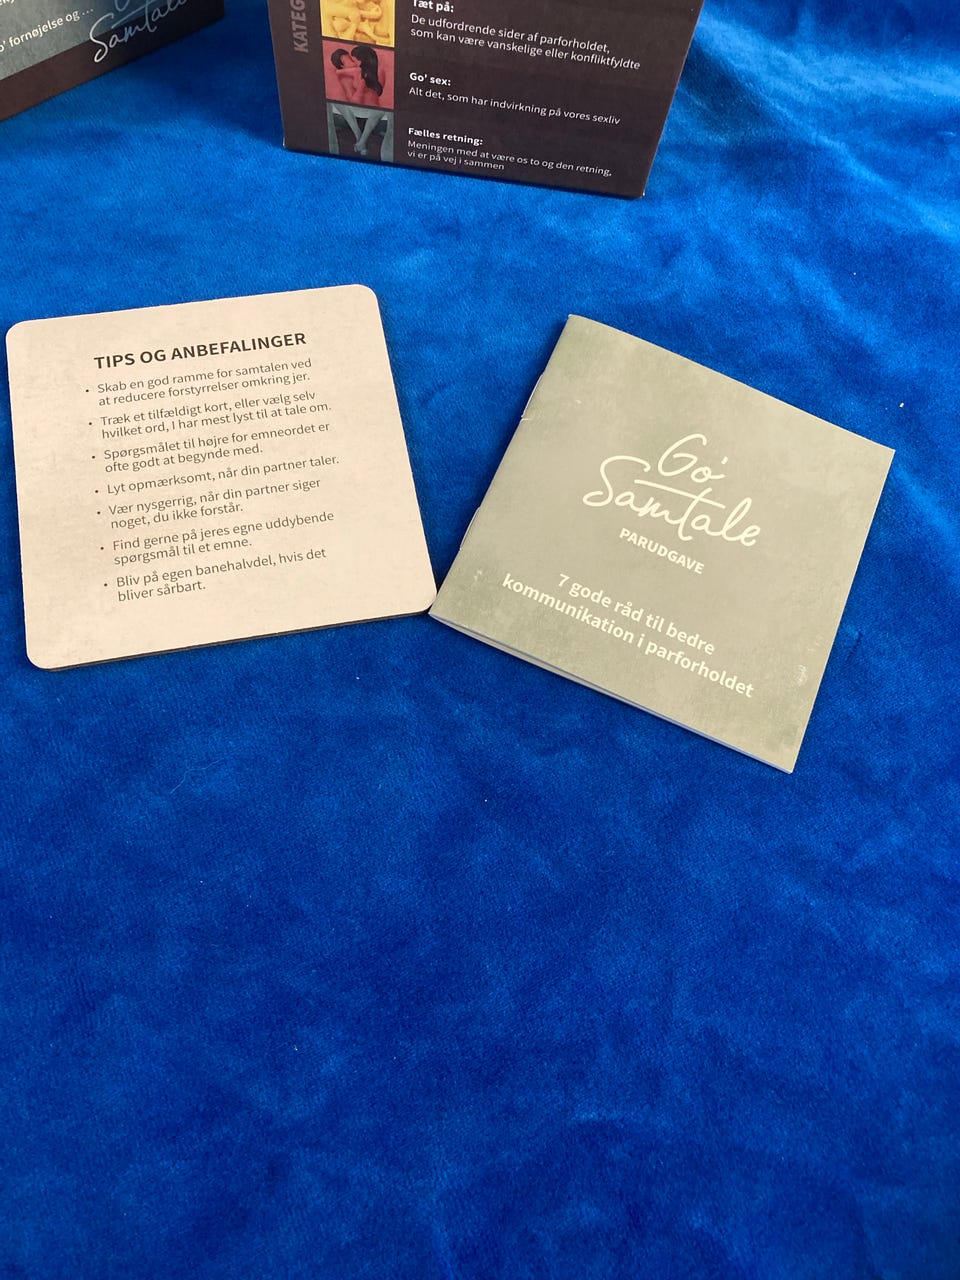 o' fornøjelse og ...
Go'
Samtale
KATEG
Tæt på:
De udfordrende sider af parforholdet,
som kan være vanskelige eller konfliktfyldte
Go' sex:
Alt det, som har indvirkning på vores sexliv
Fælles retning:
Meningen med at være os to og den retning,
vi er på vej i sammen
TIPS OG ANBEFALINGER
• Skab en god ramme for samtalen ved
at reducere forstyrrelser omkring jer.
• Træk et tilfældigt kort, eller vælg selv
hvilket ord, I har mest lyst til at tale om.
• Spørgsmålet til højre for emneordet er
ofte godt at begynde med.
• Lyt opmærksomt, når din partner taler.
• Vær nysgerrig, når din partner siger
noget, du ikke forstår.
• Find gerne på jeres egne uddybende
spørgsmål til et emne.
• Bliv på egen banehalvdel, hvis det
bliver sårbart.
Go'
Samtale
PARUDGAVE
7 gode råd til bedre
kommunikation i parforholdet